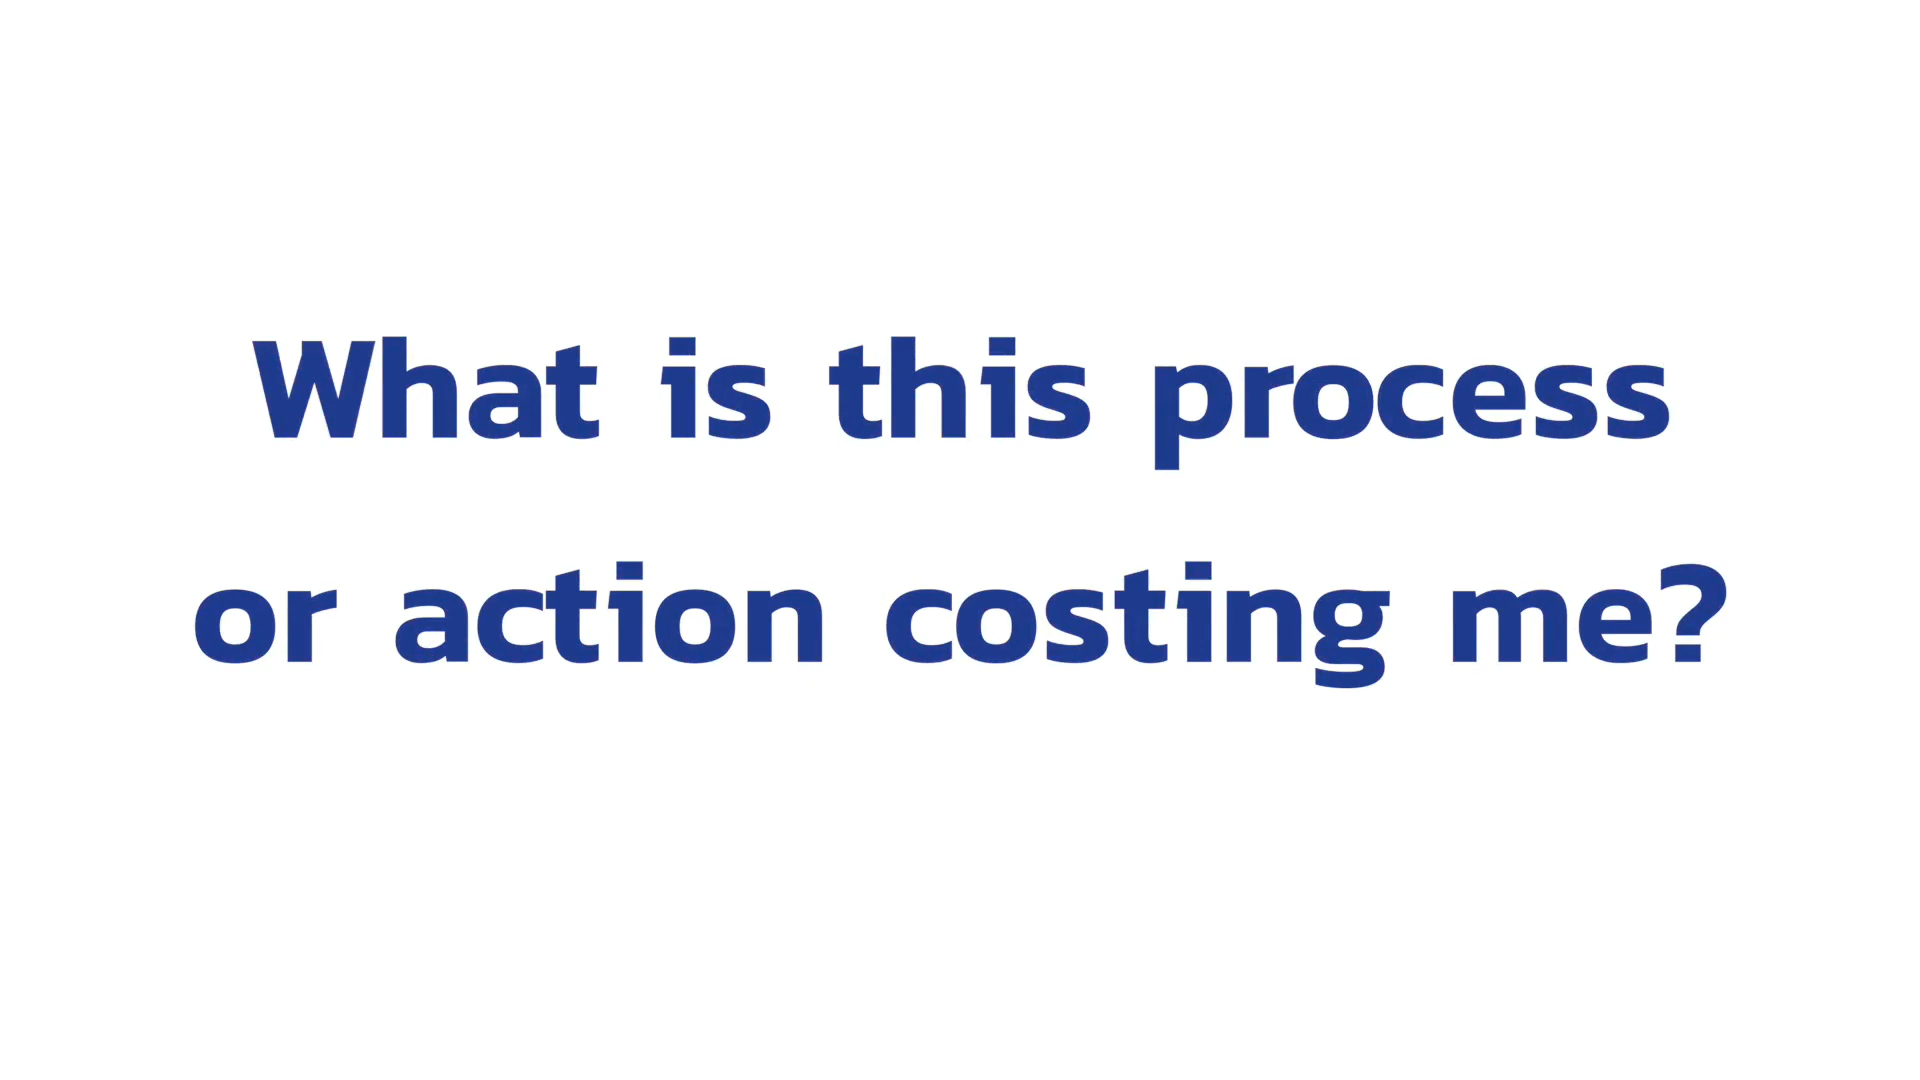 What is this process
or action costing me?